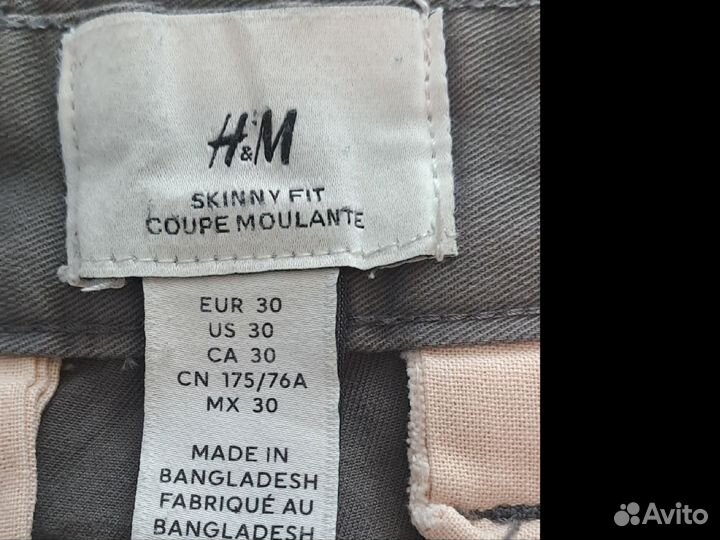 H&M
SKINNY FIT
COUPE MOULANTE
EUR 30
US 30
CA 30
CN 175/76A
MX 30
MADE IN
BANGLADESH
FABRIQUÉ AU
BANGLADESH
Avito